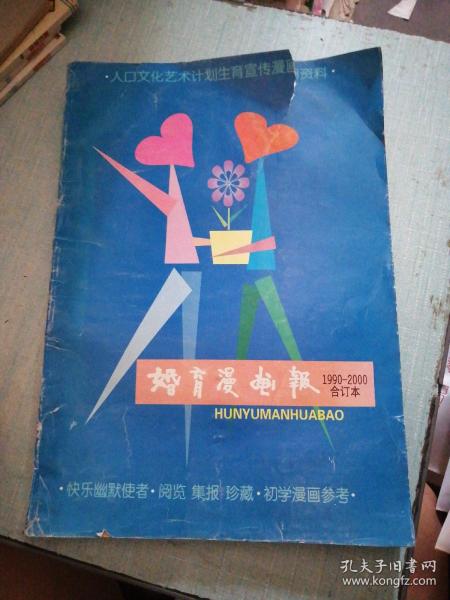 ·人口文化艺术计划生育宣传漫画资料·
婚育漫画報
1990-2000
合订本
HUNYUMANHUABAO
·快乐幽默使者·阅览 集报 珍藏·初学漫画参考·
孔夫子旧书网
www.kongfz.com